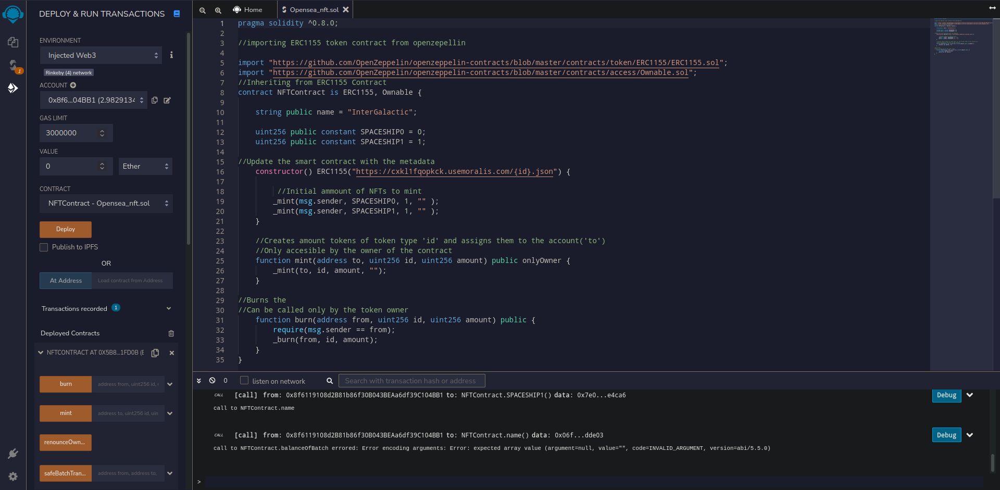 DEPLOY & RUN TRANSACTIONS
ENVIRONMENT
Injected Web3
Rinkeby (4) network
ACCOUNT
0x8f6...04BB1 (2.9829134
GAS LIMIT
3000000
VALUE
0
Ether
CONTRACT
NFTContract - Opensea_nft.sol
Deploy
Publish to IPFS
OR
At Address
Load contract from Address
Transactions recorded 1
Deployed Contracts
NFTCONTRACT AT 0X5B8...1FD0B (
burn
address from, uint256 id,
mint
address to, uint256 id, uin
renounceOwn...
safeBatchTran...
address from, address to,
1
Home
Opensea_nft.sol
1 pragma solidity ^0.8.0;
2
3 //importing ERC1155 token contract from openzepellin
4
5 import "https://github.com/OpenZeppelin/openzeppelin-contracts/blob/master/contracts/token/ERC1155/ERC1155.sol";
6 import "https://github.com/OpenZeppelin/openzeppelin-contracts/blob/master/contracts/access/Ownable.sol";
7 //Inheriting from ERC1155 Contract
8 contract NFTContract is ERC1155, Ownable {
9
10 string public name = "InterGalactic";
11
12 uint256 public constant SPACESHIP0 = 0;
13 uint256 public constant SPACESHIP1 = 1;
14
15 //Update the smart contract with the metadata
16 constructor() ERC1155("https://cxkl1fqopkck.usemoralis.com/{id}.json") {
17
18 //Initial ammount of NFTs to mint
19 _mint(msg.sender, SPACESHIP0, 1, "" );
20 _mint(msg.sender, SPACESHIP1, 1, "" );
21 }
22
23 //Creates amount tokens of token type 'id' and assigns them to the account('to')
24 //Only accesible by the owner of the contract
25 function mint(address to, uint256 id, uint256 amount) public onlyOwner {
26 _mint(to, id, amount, "");
27 }
28
29 //Burns the
30 //Can be called only by the token owner
31 function burn(address from, uint256 id, uint256 amount) public {
32 require(msg.sender == from);
33 _burn(from, id, amount);
34 }
35 }
0
listen on network
Search with transaction hash or address
CALL [call] from: 0x8f6119108d2B81b86f30B043BEAa6df39C104BB1 to: NFTContract.SPACESHIP1() data: 0x7e0...e4ca6
Debug
call to NFTContract.name
CALL [call] from: 0x8f6119108d2B81b86f30B043BEAa6df39C104BB1 to: NFTContract.name() data: 0x06f...dde03
Debug
call to NFTContract.balanceOfBatch errored: Error encoding arguments: Error: expected array value (argument=null, value="", code=INVALID_ARGUMENT, version=abi/5.5.0)
>